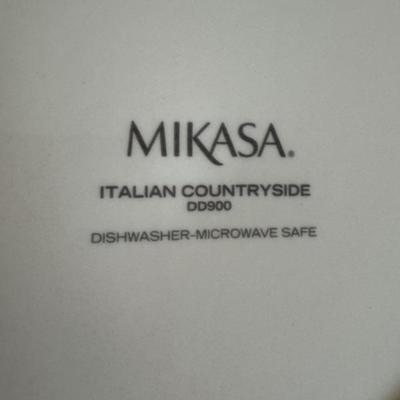 MIKASA.
ITALIAN COUNTRYSIDE
DD900
DISHWASHER-MICROWAVE SAFE